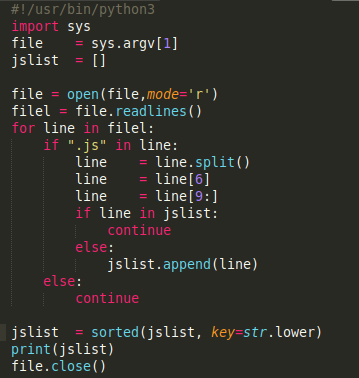 #!/usr/bin/python3
import sys
file    = sys.argv[1]
jslist  = []

file = open(file,mode='r')
filel = file.readlines()
for line in filel:
    if ".js" in line:
        line    = line.split()
        line    = line[6]
        line    = line[9:]
        if line in jslist:
            continue
        else:
            jslist.append(line)
    else:
        continue

jslist  = sorted(jslist, key=str.lower)
print(jslist)
file.close()